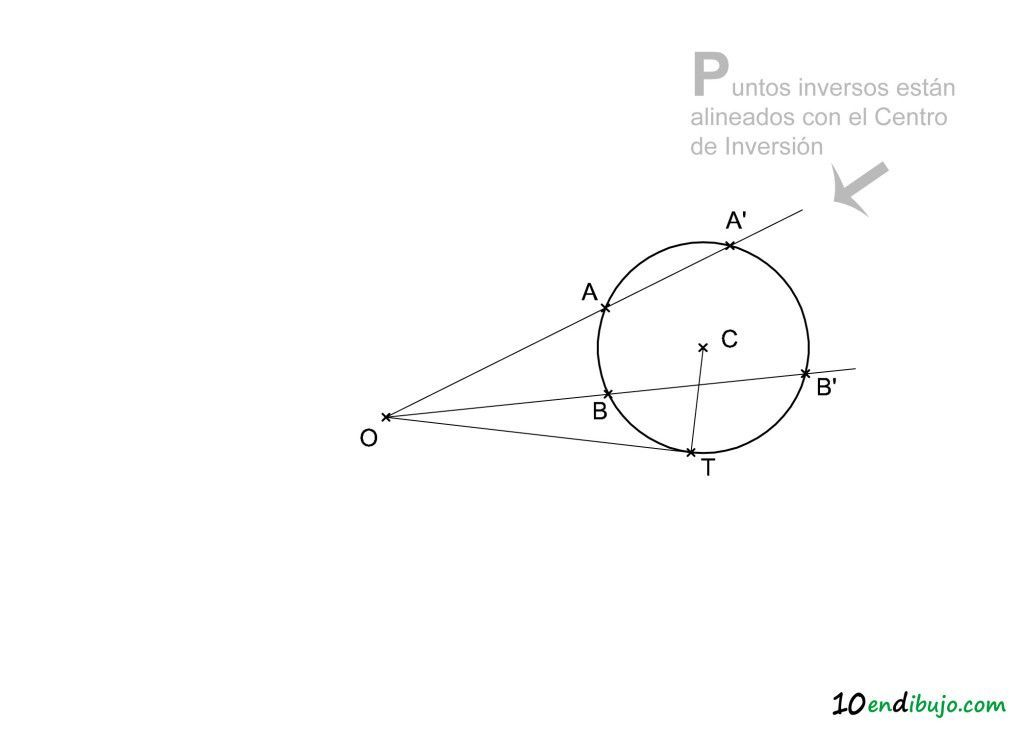 Puntos inversos están
alineados con el Centro
de Inversión
A'
A
C
B'
B
O
T
10endibujo.com